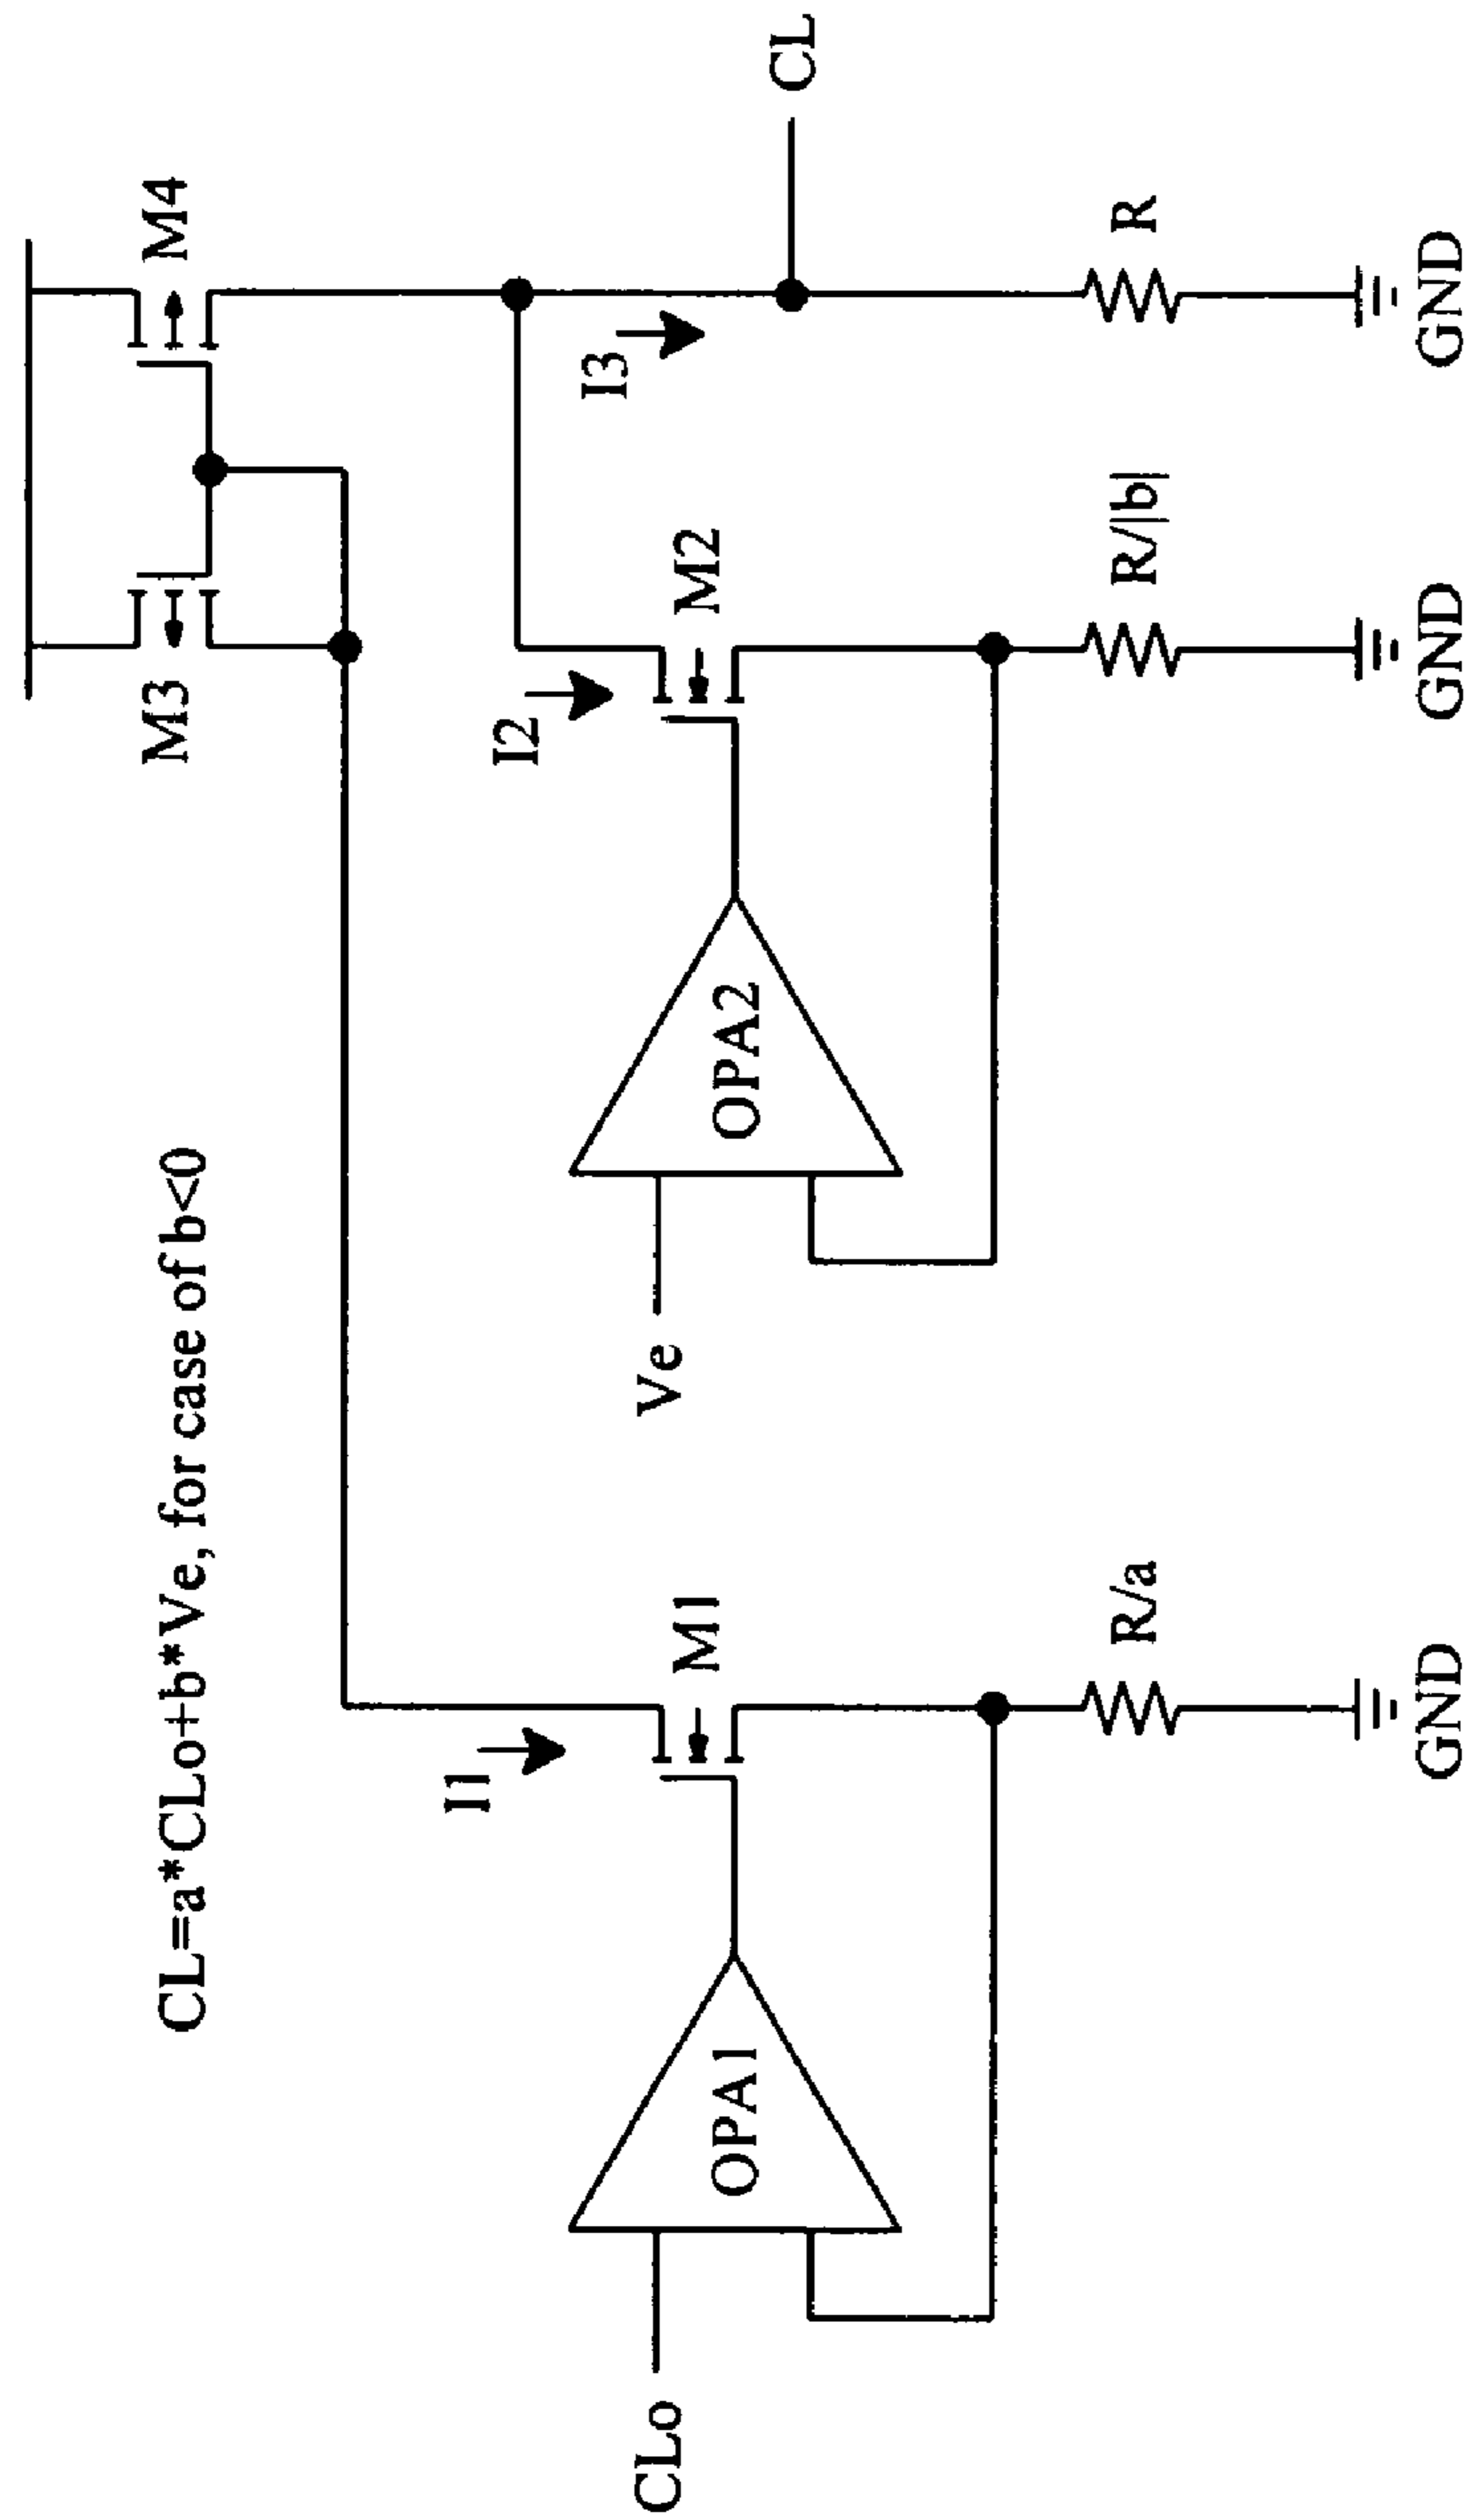 CL=a*CLo+b*Ve, for case of b<0
M3
M4
I1
I2
I3
CLo
OPA1
M1
Ve
OPA2
M2
CL
R/a
R/|b|
R
GND
GND
GND